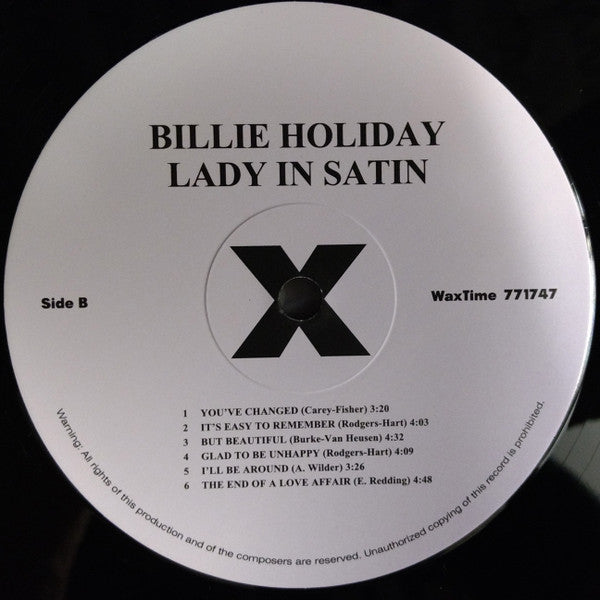 BILLIE HOLIDAY
LADY IN SATIN
X
Side B
WaxTime 771747
1 YOU'VE CHANGED (Carey-Fisher) 3:20
2 IT'S EASY TO REMEMBER (Rodgers-Hart) 4:03
3 BUT BEAUTIFUL (Burke-Van Heusen) 4:32
4 GLAD TO BE UNHAPPY (Rodgers-Hart) 4:09
5 I'LL BE AROUND (A. Wilder) 3:26
6 THE END OF A LOVE AFFAIR (E. Redding) 4:48
Warning: All rights of this production and of the composers are reserved. Unauthorized copying of this record is prohibited.